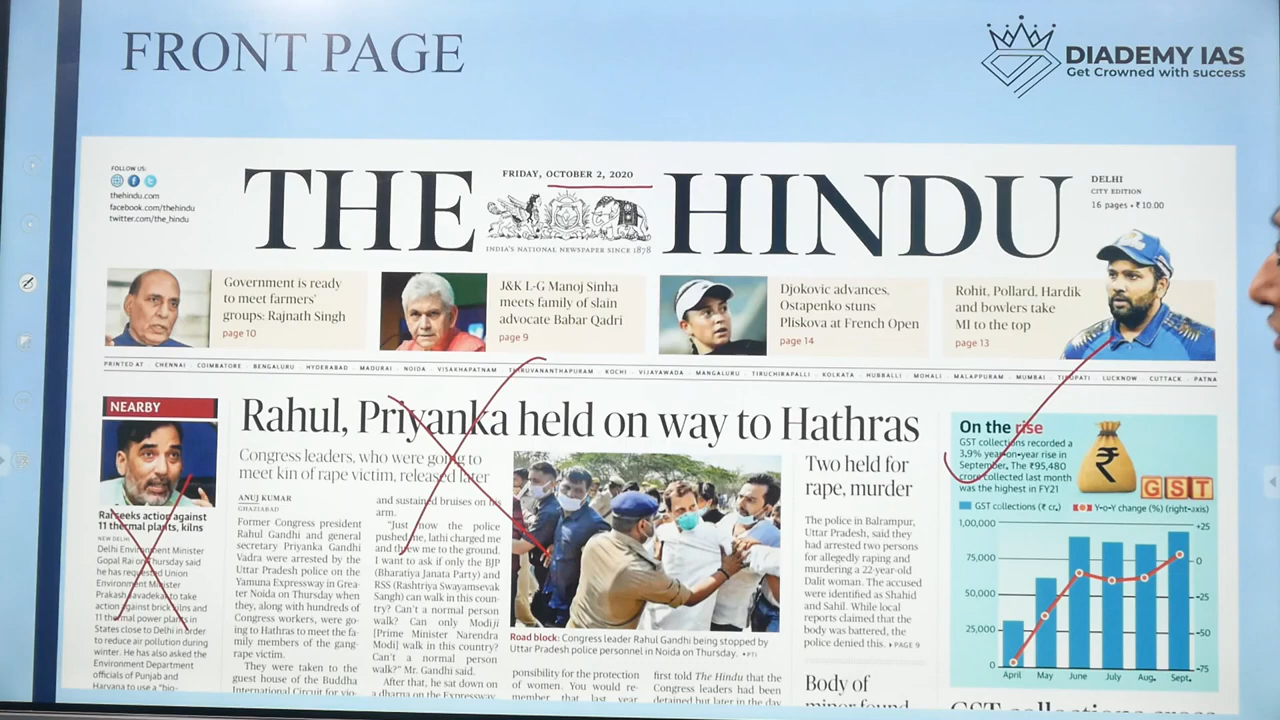 FRONT PAGE
DIADEMY IAS
Get Crowned with success
FOLLOW US:
thehindu.com
facebook.com/thehindu
twitter.com/the_hindu
THE HINDU
FRIDAY, OCTOBER 2, 2020
INDIA'S NATIONAL NEWSPAPER SINCE 1878
DELHI
CITY EDITION
16 pages • ₹10.00
Government is ready
to meet farmers'
groups: Rajnath Singh
page 10
J&K L-G Manoj Sinha
meets family of slain
advocate Babar Qadri
page 9
Djokovic advances,
Ostapenko stuns
Pliskova at French Open
page 14
Rohit, Pollard, Hardik
and bowlers take
MI to the top
page 13
PRINTED AT CHENNAI · COIMBATORE · BENGALURU · HYDERABAD · MADURAI · NOIDA · VISAKHAPATNAM · THIRUVANANTHAPURAM · KOCHI · VIJAYAWADA · MANGALURU · TIRUCHIRAPALLI · KOLKATA · HUBBALLI · MOHALI · MALAPPURAM · MUMBAI · TIRUPATI · LUCKNOW · CUTTACK · PATNA
NEARBY
Rai seeks action against
11 thermal plants, kilns
NEW DELHI
Delhi Environment Minister
Gopal Rai on Thursday said
he has requested Union
Environment Minister
Prakash Javadekar to take
action against brick kilns and
11 thermal power plants in
States close to Delhi in order
to reduce air pollution during
winter. He has also asked the
Environment Department
officials of Punjab and
Haryana to use a "bio-
Rahul, Priyanka held on way to Hathras
Congress leaders, who were going to
meet kin of rape victim, released later
ANUJ KUMAR
GHAZIABAD
Former Congress president
Rahul Gandhi and general
secretary Priyanka Gandhi
Vadra were arrested by the
Uttar Pradesh police on the
Yamuna Expressway in Grea-
ter Noida on Thursday when
they, along with hundreds of
Congress workers, were go-
ing to Hathras to meet the fa-
mily members of the gang-
rape victim.
They were taken to the
guest house of the Buddha
International Circuit for vio-
and sustained bruises on his
arm.
"Just now the police
pushed me, lathi charged me
and threw me to the ground.
I want to ask if only the BJP
(Bharatiya Janata Party) and
RSS (Rashtriya Swayamsevak
Sangh) can walk in this coun-
try? Can't a normal person
walk? Can only Modiji
[Prime Minister Narendra
Modi] walk in this country?
Can't a normal person
walk?" Mr. Gandhi said.
After that, he sat down on
a dharna on the Expressway
Road block: Congress leader Rahul Gandhi being stopped by
Uttar Pradesh police personnel in Noida on Thursday. • PTI
ponsibility for the protection
of women. You would re-
member that last year
first told The Hindu that the
Congress leaders had been
detained but later in the day
Two held for
rape, murder
The police in Balrampur,
Uttar Pradesh, said they
had arrested two persons
for allegedly raping and
murdering a 22-year-old
Dalit woman. The accused
were identified as Shahid
and Sahil. While local
reports claimed that the
body was battered, the
police denied this. ▸ PAGE 9
Body of
minor found
On the rise
GST collections recorded a
3.9% year-on-year rise in
September. The ₹95,480
crore collected last month
was the highest in FY21
₹
GST
GST collections (₹ cr.) Y-o-Y change (%) (right-axis)
1,00,000
75,000
50,000
25,000
0
+25
0
-25
-50
-75
April May June July Aug. Sept.
GST collections cross